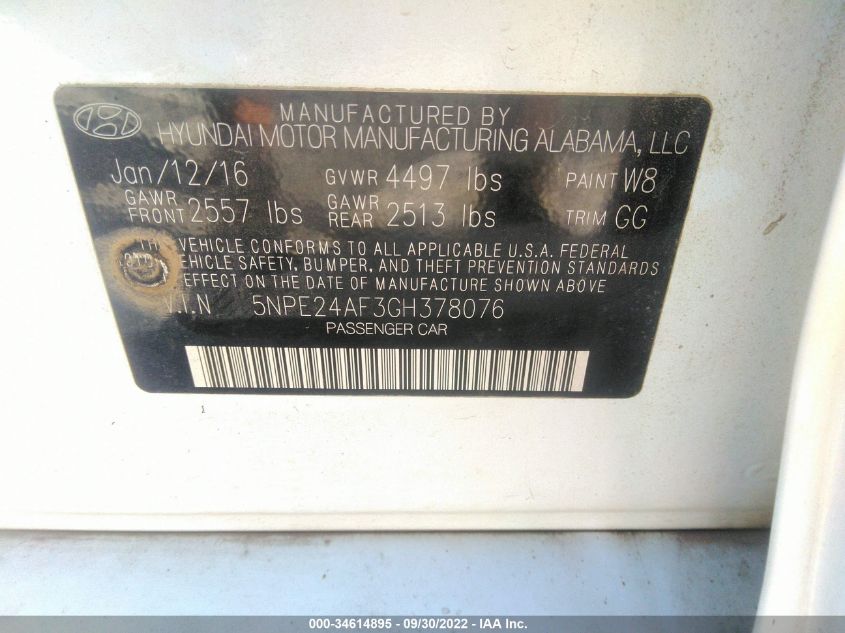 MANUFACTURED BY
HYUNDAI MOTOR MANUFACTURING ALABAMA, LLC
Jan/12/16 GVWR 4497 lbs PAINT W8
GAWR FRONT 2557 lbs GAWR REAR 2513 lbs TRIM GG
VEHICLE CONFORMS TO ALL APPLICABLE U.S.A. FEDERAL
VEHICLE SAFETY, BUMPER, AND THEFT PREVENTION STANDARDS
EFFECT ON THE DATE OF MANUFACTURE SHOWN ABOVE.
V.I.N 5NPE24AF3GH378076
PASSENGER CAR
000-34614895 - 09/30/2022 - IAA Inc.